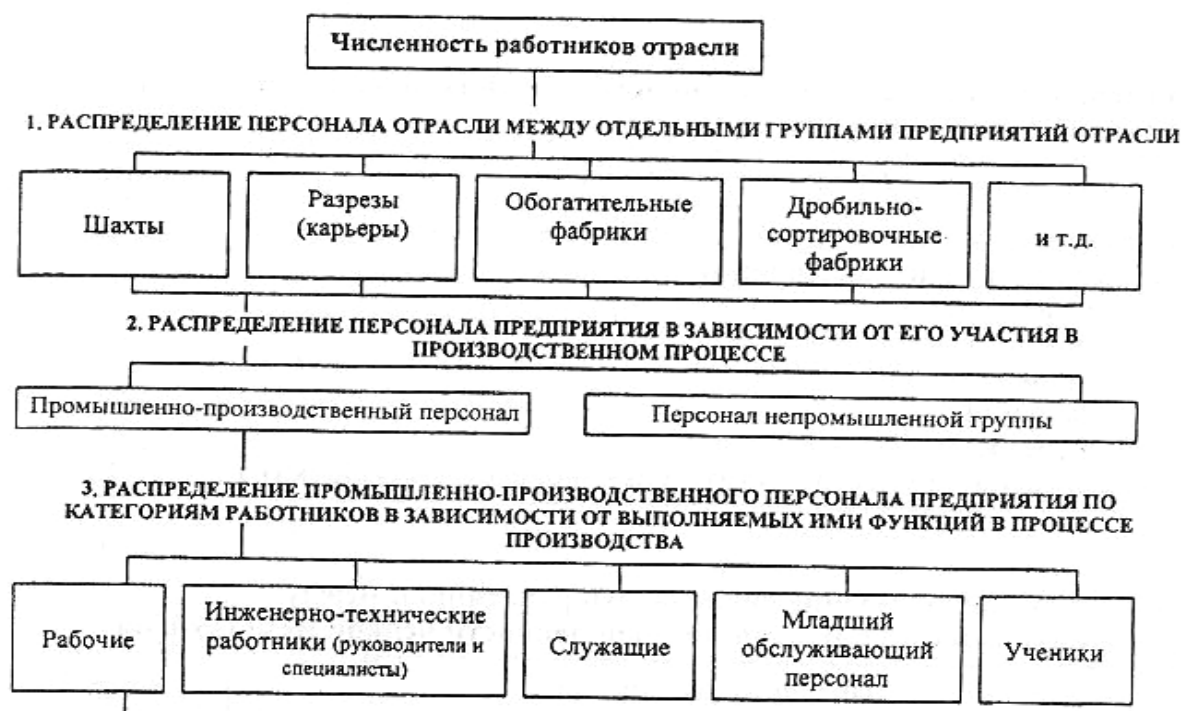 Численность работников отрасли
1. РАСПРЕДЕЛЕНИЕ ПЕРСОНАЛА ОТРАСЛИ МЕЖДУ ОТДЕЛЬНЫМИ ГРУППАМИ ПРЕДПРИЯТИЙ ОТРАСЛИ
Шахты
Разрезы
(карьеры)
Обогатительные
фабрики
Дробильно-
сортировочные
фабрики
и т.д.
2. РАСПРЕДЕЛЕНИЕ ПЕРСОНАЛА ПРЕДПРИЯТИЯ В ЗАВИСИМОСТИ ОТ ЕГО УЧАСТИЯ В
ПРОИЗВОДСТВЕННОМ ПРОЦЕССЕ
Промышленно-производственный персонал
Персонал непромышленной группы
3. РАСПРЕДЕЛЕНИЕ ПРОМЫШЛЕННО-ПРОИЗВОДСТВЕННОГО ПЕРСОНАЛА ПРЕДПРИЯТИЯ ПО
КАТЕГОРИЯМ РАБОТНИКОВ В ЗАВИСИМОСТИ ОТ ВЫПОЛНЯЕМЫХ ИМИ ФУНКЦИЙ В ПРОЦЕССЕ
ПРОИЗВОДСТВА
Рабочие
Инженерно-технические
работники (руководители и
специалисты)
Служащие
Младший
обслуживающий
персонал
Ученики